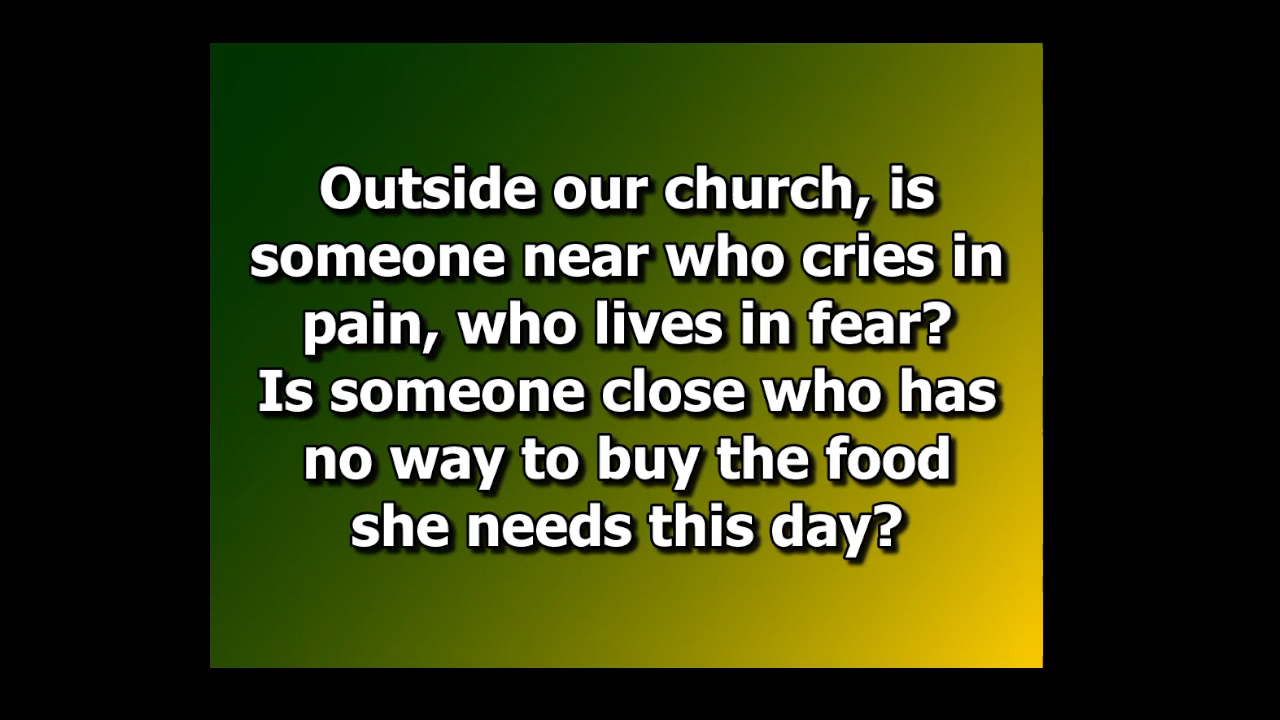 Outside our church, is
someone near who cries in
pain, who lives in fear?
Is someone close who has
no way to buy the food
she needs this day?